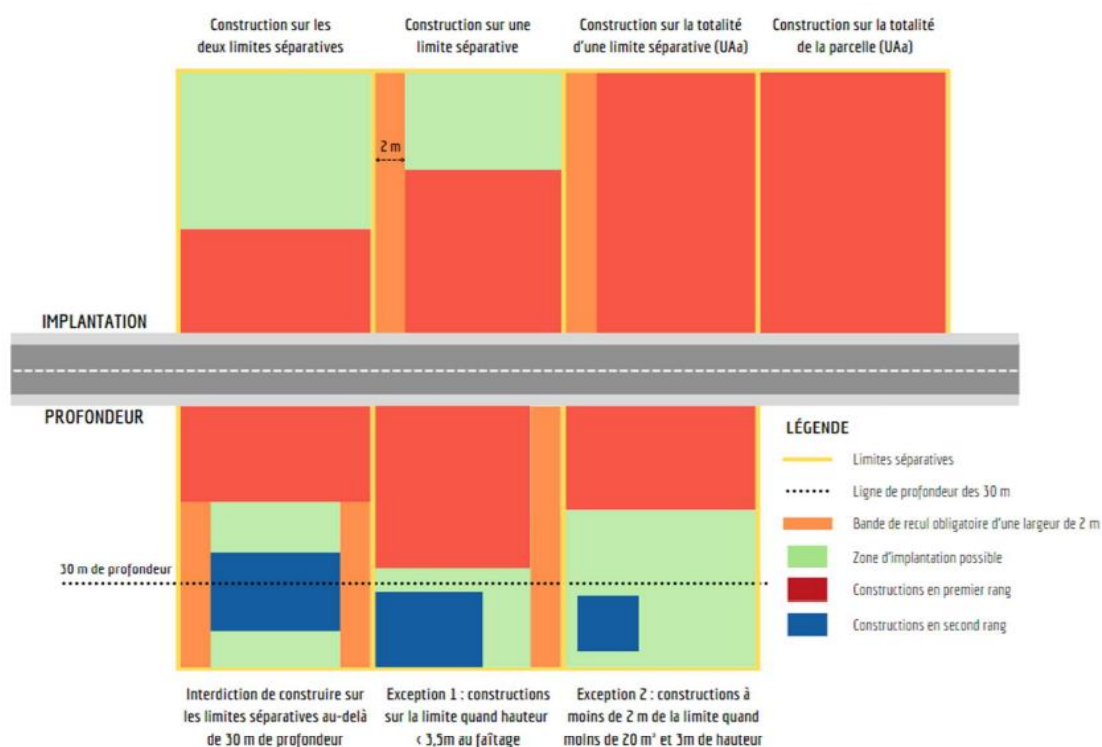 Construction sur les
deux limites séparatives
Construction sur une
limite séparative
Construction sur la totalité
d'une limite séparative (UAa)
Construction sur la totalité
de la parcelle (UAa)
2 m
IMPLANTATION
PROFONDEUR
30 m de profondeur
LÉGENDE
Limites séparatives
Ligne de profondeur des 30 m
Bande de recul obligatoire d'une largeur de 2 m
Zone d'implantation possible
Constructions en premier rang
Constructions en second rang
Interdiction de construire sur
les limites séparatives au-delà
de 30 m de profondeur
Exception 1 : constructions
sur la limite quand hauteur
< 3,5m au faîtage
Exception 2 : constructions à
moins de 2 m de la limite quand
moins de 20 m² et 3m de hauteur